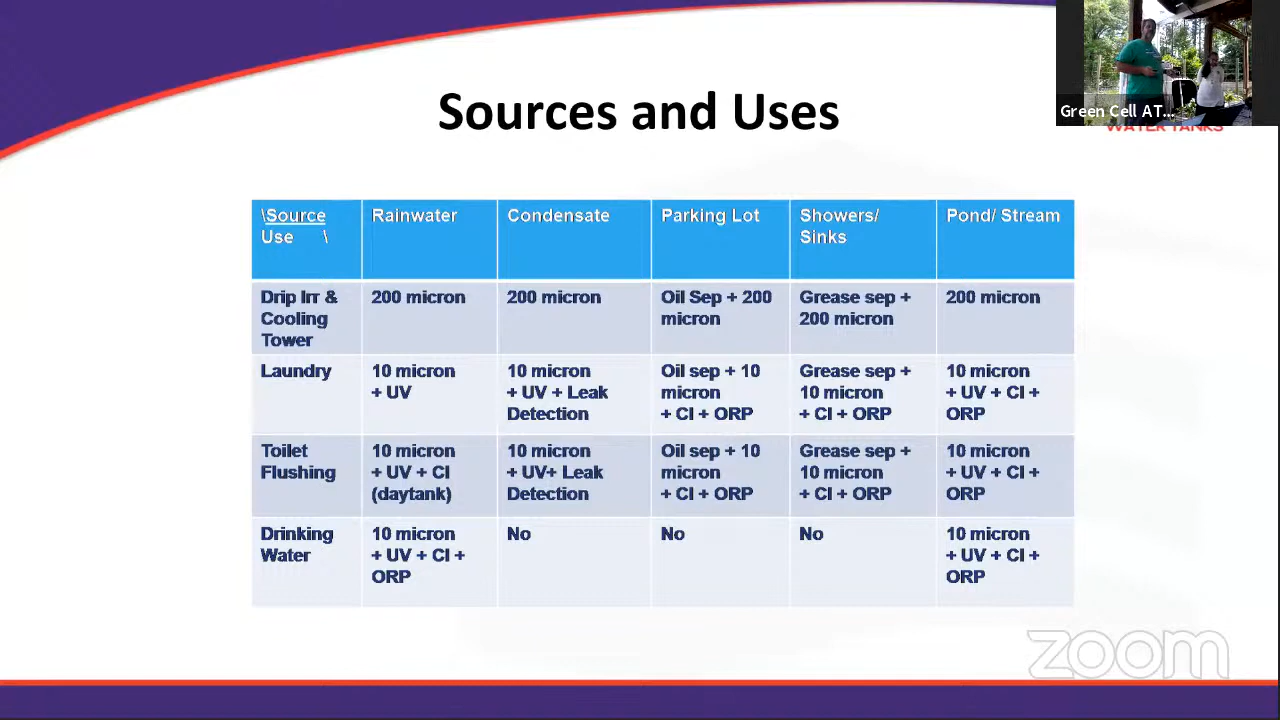 Sources and Uses
Green Cell AT...
WATER TANKS
\Source
Use \
Rainwater
Condensate
Parking Lot
Showers/
Sinks
Pond/ Stream
Drip Irr &
Cooling
Tower
200 micron
200 micron
Oil Sep + 200
micron
Grease sep +
200 micron
200 micron
Laundry
10 micron
+ UV
10 micron
+ UV + Leak
Detection
Oil sep + 10
micron
+ Cl + ORP
Grease sep +
10 micron
+ Cl + ORP
10 micron
+ UV + Cl +
ORP
Toilet
Flushing
10 micron
+ UV + Cl
(daytank)
10 micron
+ UV+ Leak
Detection
Oil sep + 10
micron
+ Cl + ORP
Grease sep +
10 micron
+ Cl + ORP
10 micron
+ UV + Cl +
ORP
Drinking
Water
10 micron
+ UV + Cl +
ORP
No
No
No
10 micron
+ UV + Cl +
ORP
zoom